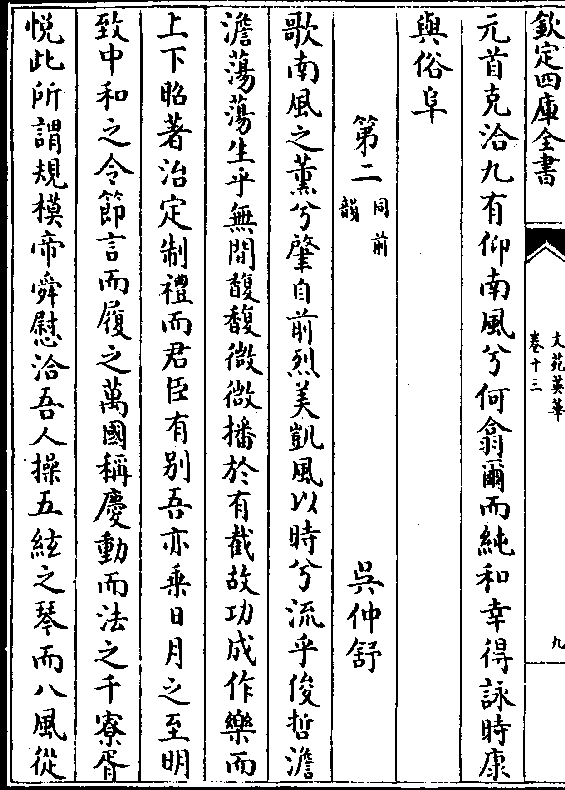 欽定四庫全書
文苑英華
卷十三
九
元首克洽九有仰南風兮何翕爾而純和幸得詠時康
與俗阜
第二
同前
韻
吳仲舒
歌南風之薰兮肇自前烈美凱風以時兮流乎俊哲澹
澹蕩蕩生乎無間馥馥微微播於有截故功成作樂而
上下昭著治定制禮而君臣有别吾亦乗日月之至明
致中和之令節言而履之萬國稱慶動而法之千寮胥
悦此所謂規模帝舜慰洽吾人操五絃之琴而八風從